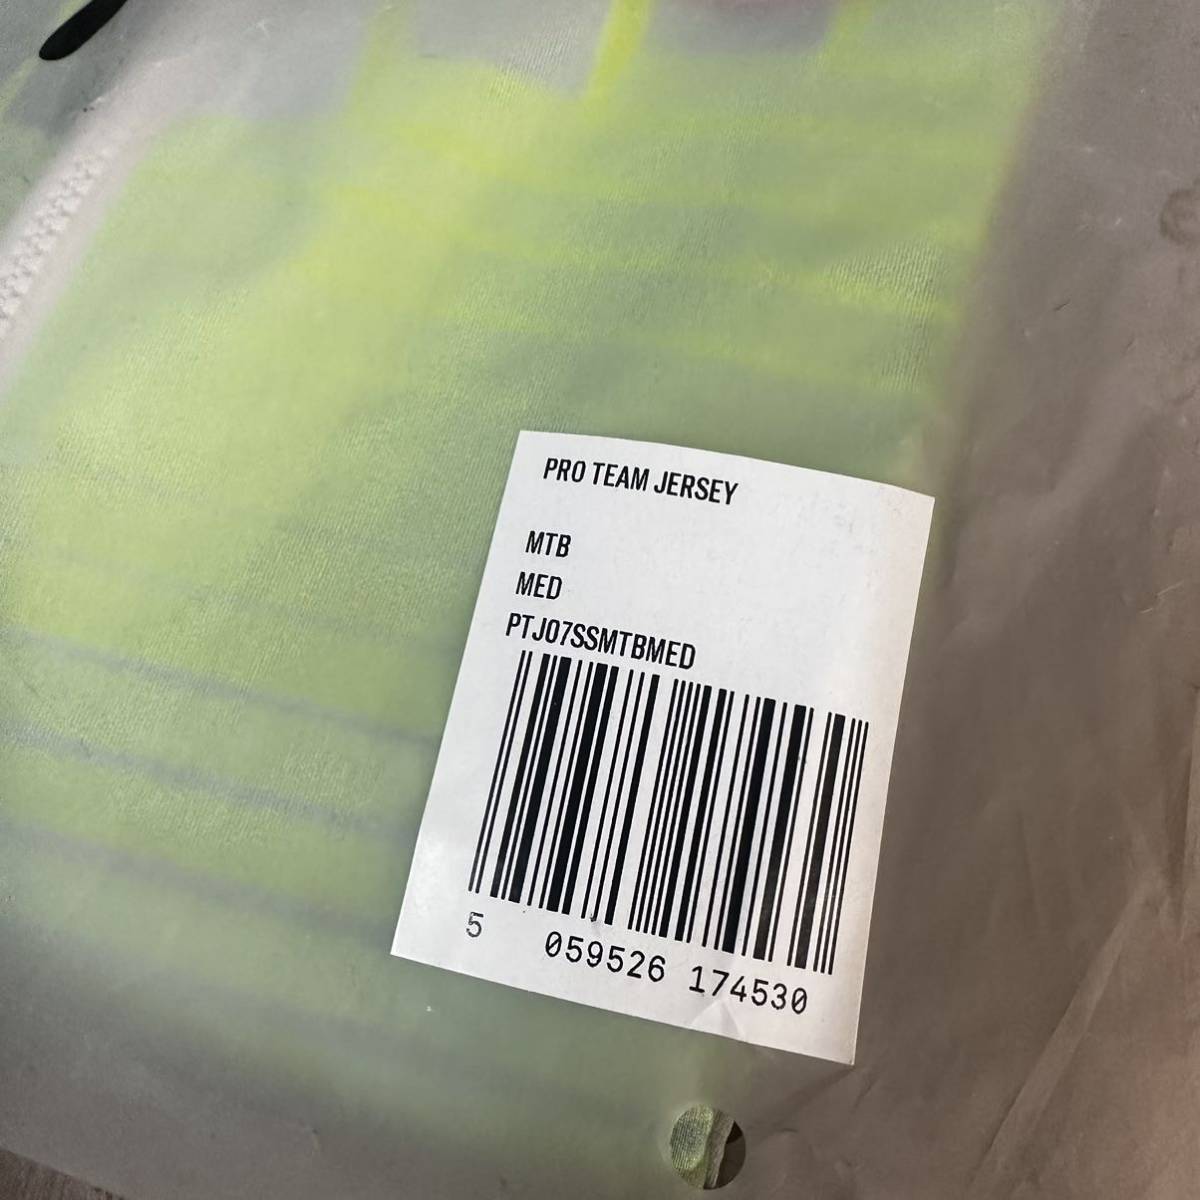 PRO TEAM JERSEY
MTB
MED
PTJ07SSMTBMED
5 059526 174530